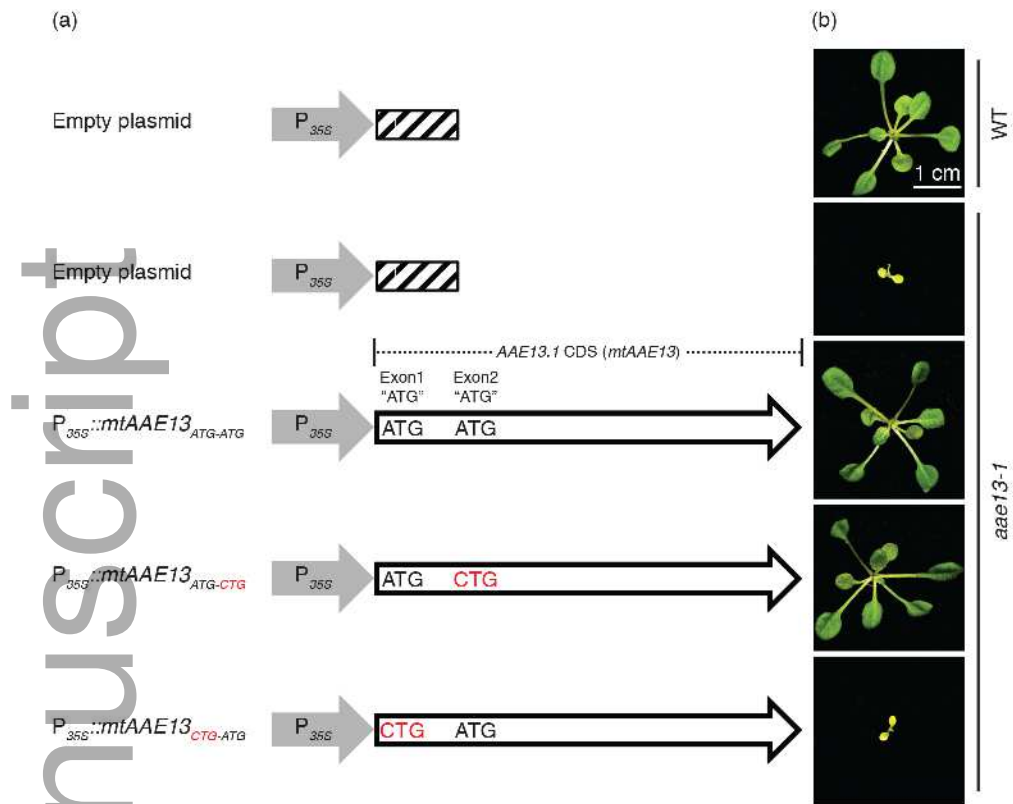 (a)
(b)
Empty plasmid
P35S
WT
1 cm
Empty plasmid
P35S
AAE13.1 CDS (mtAAE13)
Exon1 Exon2
"ATG" "ATG"
P35S::mtAAE13ATG-ATG
P35S
ATG ATG
P35S::mtAAE13ATG-CTG
P35S
ATG CTG
P35S::mtAAE13CTG-ATG
P35S
CTG ATG
aae13-1
nuscript